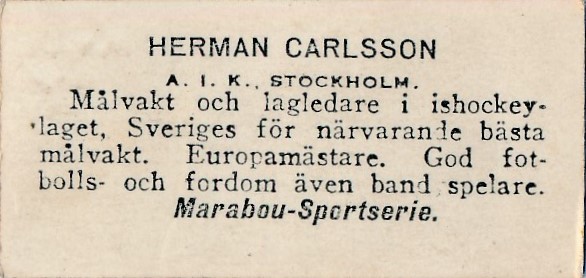 HERMAN CARLSSON
A. I. K., STOCKHOLM.
Målvakt och lagledare i ishockey-
laget, Sveriges för närvarande bästa
målvakt. Europamästare. God fot-
bolls- och fordom även band spelare.
Marabou-Sportserie.